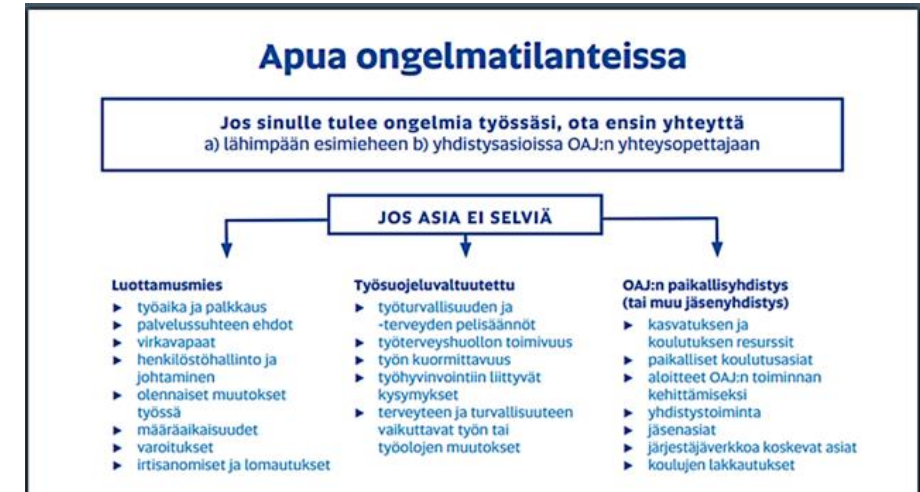 Apua ongelmatilanteissa
Jos sinulle tulee ongelmia työssäsi, ota ensin yhteyttä
a) lähimpään esimieheen b) yhdistysasioissa OAJ:n yhteysopettajaan
JOS ASIA EI SELVIÄ
Luottamusmies
► työaika ja palkkaus
► palvelussuhteen ehdot
► virkavapaat
► henkilöstöhallinto ja
johtaminen
► olennaiset muutokset
työssä
► määräaikaisuudet
► varoitukset
► irtisanomiset ja lomautukset
Työsuojeluvaltuutettu
► työturvallisuuden ja
-terveyden pelisäännöt
► työterveyshuollon toimivuus
► työn kuormittavuus
► työhyvinvointiin liittyvät
kysymykset
► terveyteen ja turvallisuuteen
vaikuttavat työn tai
työolojen muutokset
OAJ:n paikallisyhdistys
(tai muu jäsenyhdistys)
► kasvatuksen ja
koulutuksen resurssit
► paikalliset koulutusasiat
► aloitteet OAJ:n toiminnan
kehittämiseksi
► yhdistystoiminta
► jäsenasiat
► järjestäjäverkkoa koskevat asiat
► koulujen lakkautukset